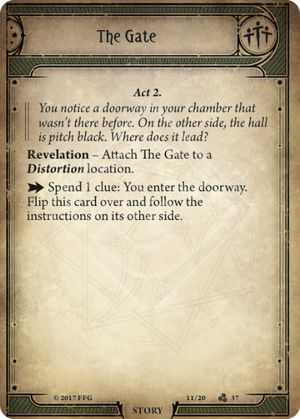 The Gate
Act 2.
You notice a doorway in your chamber that
wasn't there before. On the other side, the hall
is pitch black. Where does it lead?
Revelation – Attach The Gate to a
Distortion location.
Spend 1 clue: You enter the doorway.
Flip this card over and follow the
instructions on its other side.
© 2017 FFG
11/20
37
STORY